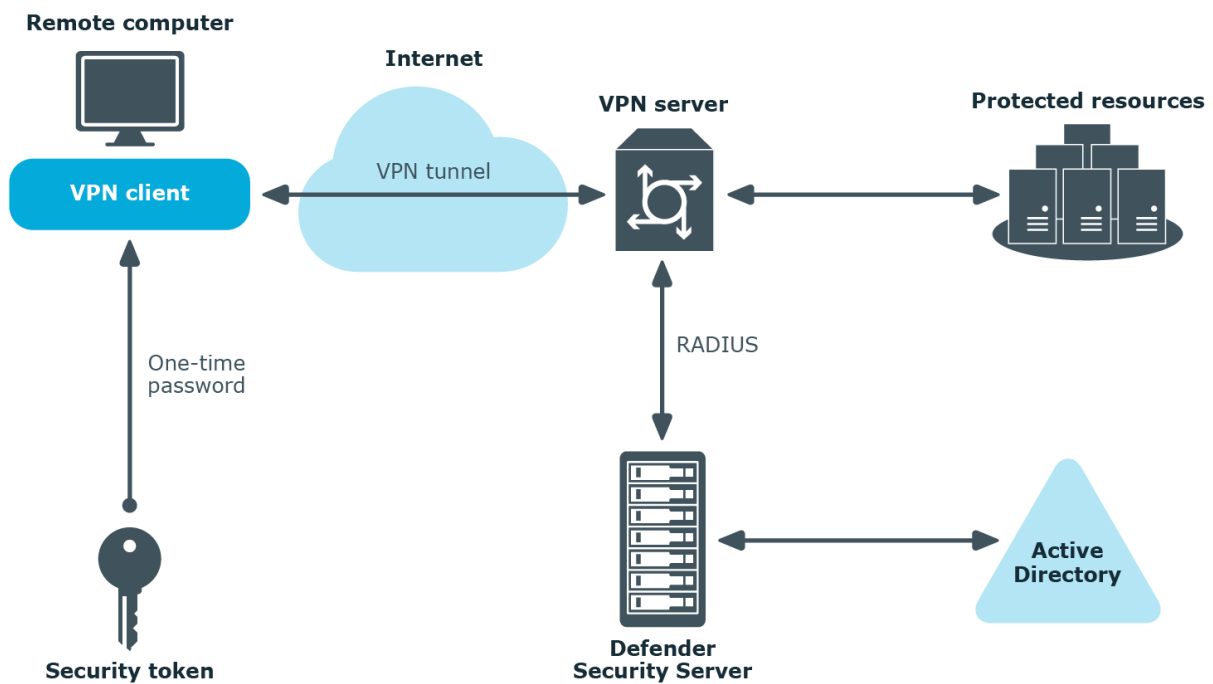 Remote computer
Internet
VPN server
Protected resources
VPN tunnel
VPN client
RADIUS
One-time
password
Active
Directory
Defender
Security Server
Security token